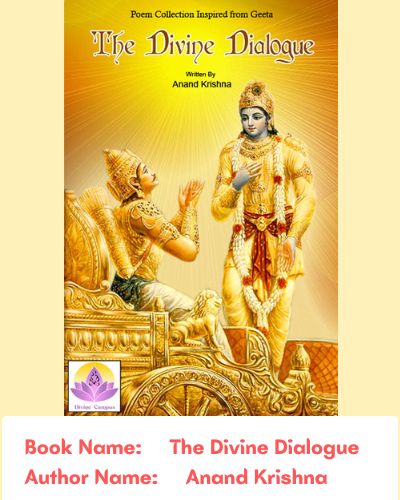 Poem Collection Inspired from Geeta
The Divine Dialogue
Written By
Anand Krishna
Divine Campus
Book Name: The Divine Dialogue
Author Name: Anand Krishna